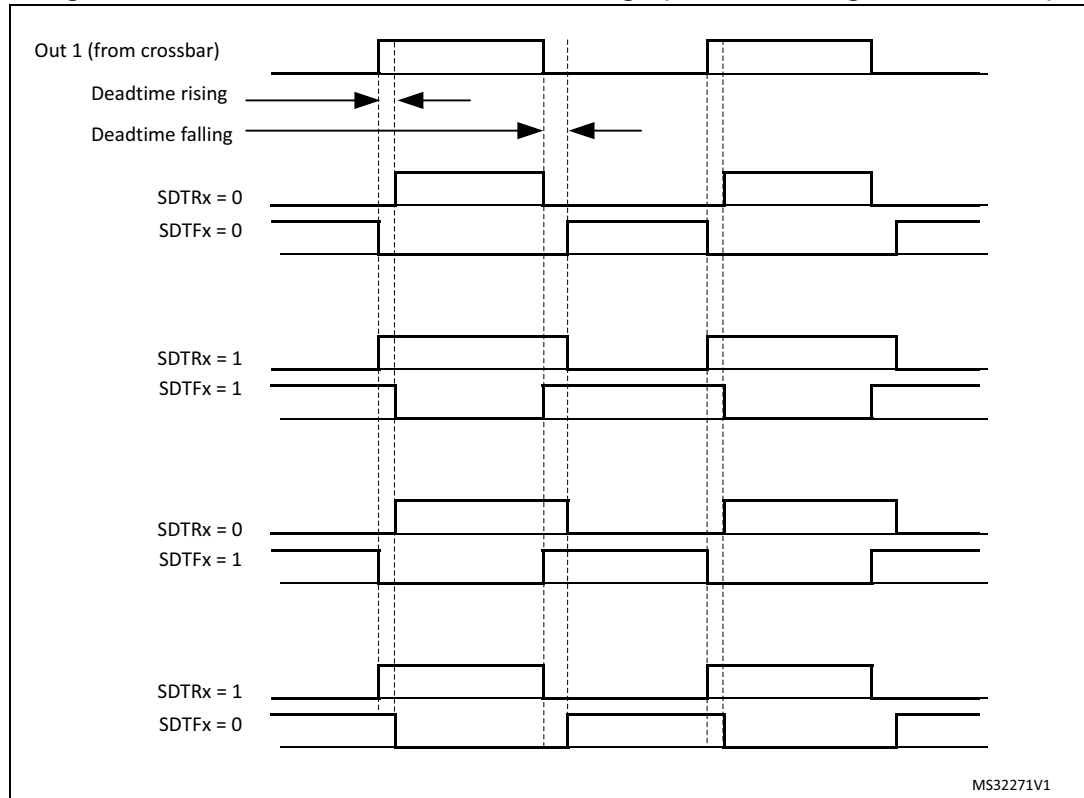 Out 1 (from crossbar)
Deadtime rising
Deadtime falling
SDTRx = 0
SDTFx = 0
SDTRx = 1
SDTFx = 1
SDTRx = 0
SDTFx = 1
SDTRx = 1
SDTFx = 0
MS32271V1